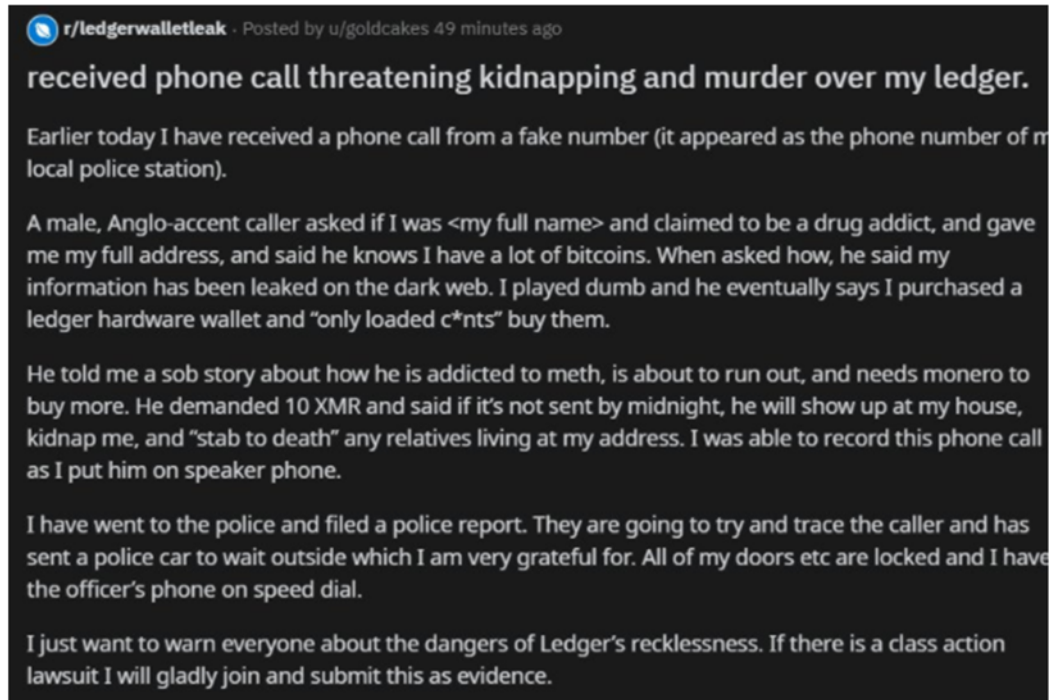 r/ledgerwalletleak · Posted by u/goldcakes 49 minutes ago
received phone call threatening kidnapping and murder over my ledger.
Earlier today I have received a phone call from a fake number (it appeared as the phone number of m
local police station).
A male, Anglo-accent caller asked if I was <my full name> and claimed to be a drug addict, and gave
me my full address, and said he knows I have a lot of bitcoins. When asked how, he said my
information has been leaked on the dark web. I played dumb and he eventually says I purchased a
ledger hardware wallet and “only loaded c*nts” buy them.
He told me a sob story about how he is addicted to meth, is about to run out, and needs monero to
buy more. He demanded 10 XMR and said if it’s not sent by midnight, he will show up at my house,
kidnap me, and “stab to death” any relatives living at my address. I was able to record this phone call
as I put him on speaker phone.
I have went to the police and filed a police report. They are going to try and trace the caller and has
sent a police car to wait outside which I am very grateful for. All of my doors etc are locked and I have
the officer’s phone on speed dial.
I just want to warn everyone about the dangers of Ledger’s recklessness. If there is a class action
lawsuit I will gladly join and submit this as evidence.